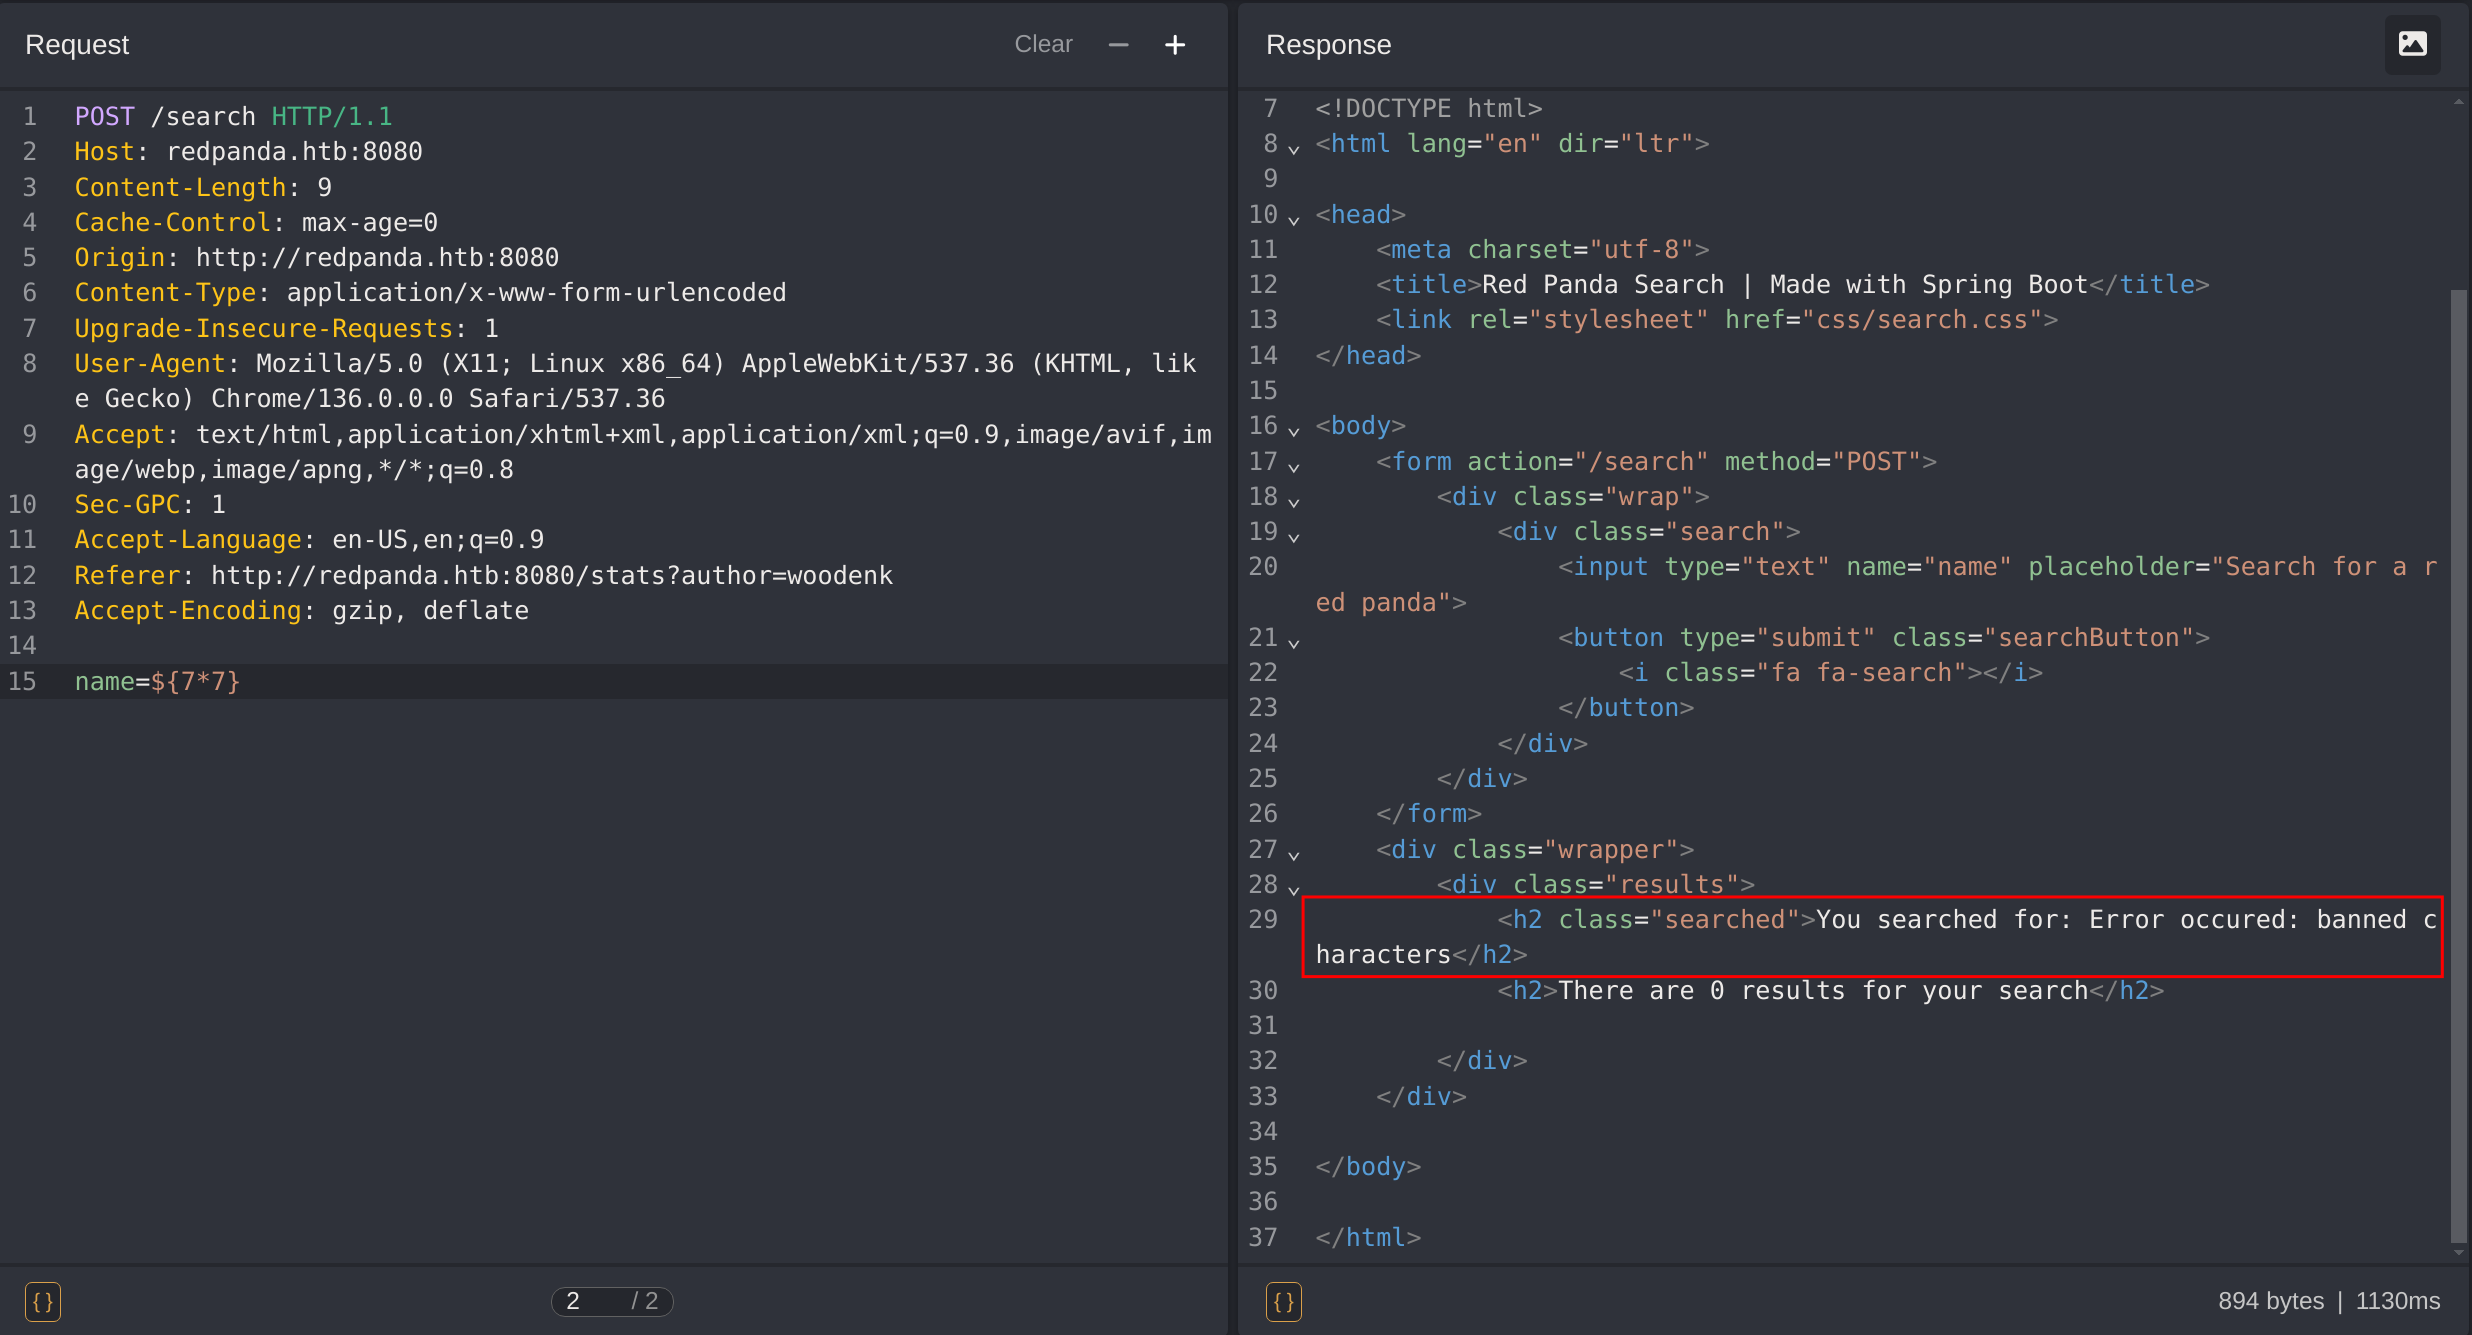 Request
Clear
1 POST /search HTTP/1.1
2 Host: redpanda.htb:8080
3 Content-Length: 9
4 Cache-Control: max-age=0
5 Origin: http://redpanda.htb:8080
6 Content-Type: application/x-www-form-urlencoded
7 Upgrade-Insecure-Requests: 1
8 User-Agent: Mozilla/5.0 (X11; Linux x86_64) AppleWebKit/537.36 (KHTML, lik
e Gecko) Chrome/136.0.0.0 Safari/537.36
9 Accept: text/html,application/xhtml+xml,application/xml;q=0.9,image/avif,im
age/webp,image/apng,*/*;q=0.8
10 Sec-GPC: 1
11 Accept-Language: en-US,en;q=0.9
12 Referer: http://redpanda.htb:8080/stats?author=woodenk
13 Accept-Encoding: gzip, deflate
14
15 name=${7*7}
{} 2 / 2
Response
7 <!DOCTYPE html>
8 <html lang="en" dir="ltr">
9
10 <head>
11 <meta charset="utf-8">
12 <title>Red Panda Search | Made with Spring Boot</title>
13 <link rel="stylesheet" href="css/search.css">
14 </head>
15
16 <body>
17 <form action="/search" method="POST">
18 <div class="wrap">
19 <div class="search">
20 <input type="text" name="name" placeholder="Search for a r
ed panda">
21 <button type="submit" class="searchButton">
22 <i class="fa fa-search"></i>
23 </button>
24 </div>
25 </div>
26 </form>
27 <div class="wrapper">
28 <div class="results">
29 <h2 class="searched">You searched for: Error occured: banned c
haracters</h2>
30 <h2>There are 0 results for your search</h2>
31
32 </div>
33 </div>
34
35 </body>
36
37 </html>
{} 894 bytes | 1130ms